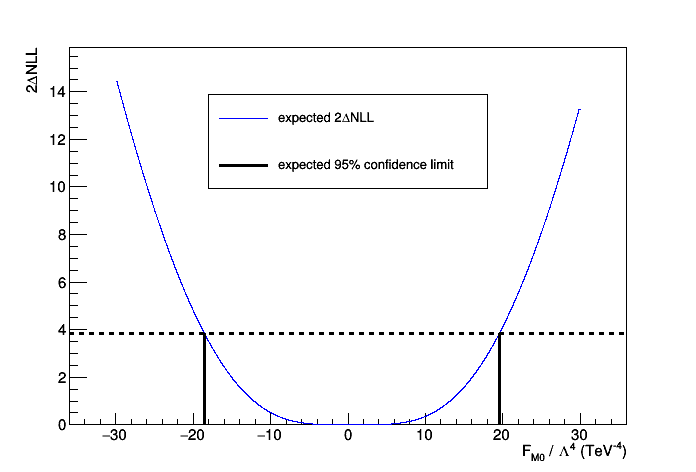 2ΔNLL
14
12
10
8
6
4
2
0
expected 2ΔNLL
expected 95% confidence limit
−30 −20 −10 0 10 20 30
F_M0 / Λ^4 (TeV^-4)